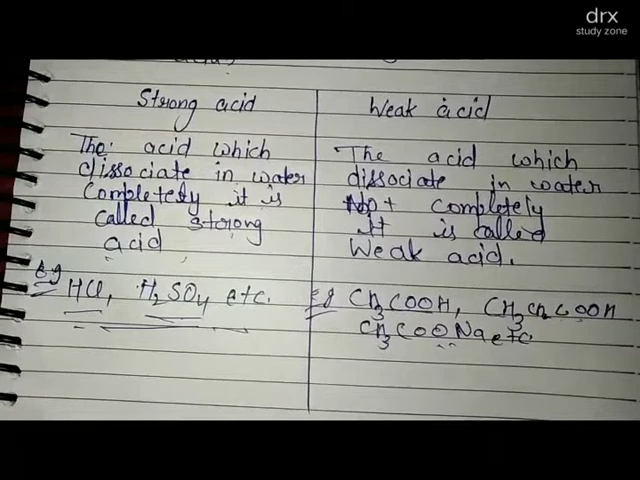 drx
study zone
Strong acid
The acid which
dissociate in water
Completely it is
called strong
acid
e.g HCl, H2SO4 etc.
Weak acid
The acid which
dissociate in water
Not completely
It is called
Weak acid.
Eg CH3COOH, CH3CH2COOH
CH3COONa etc